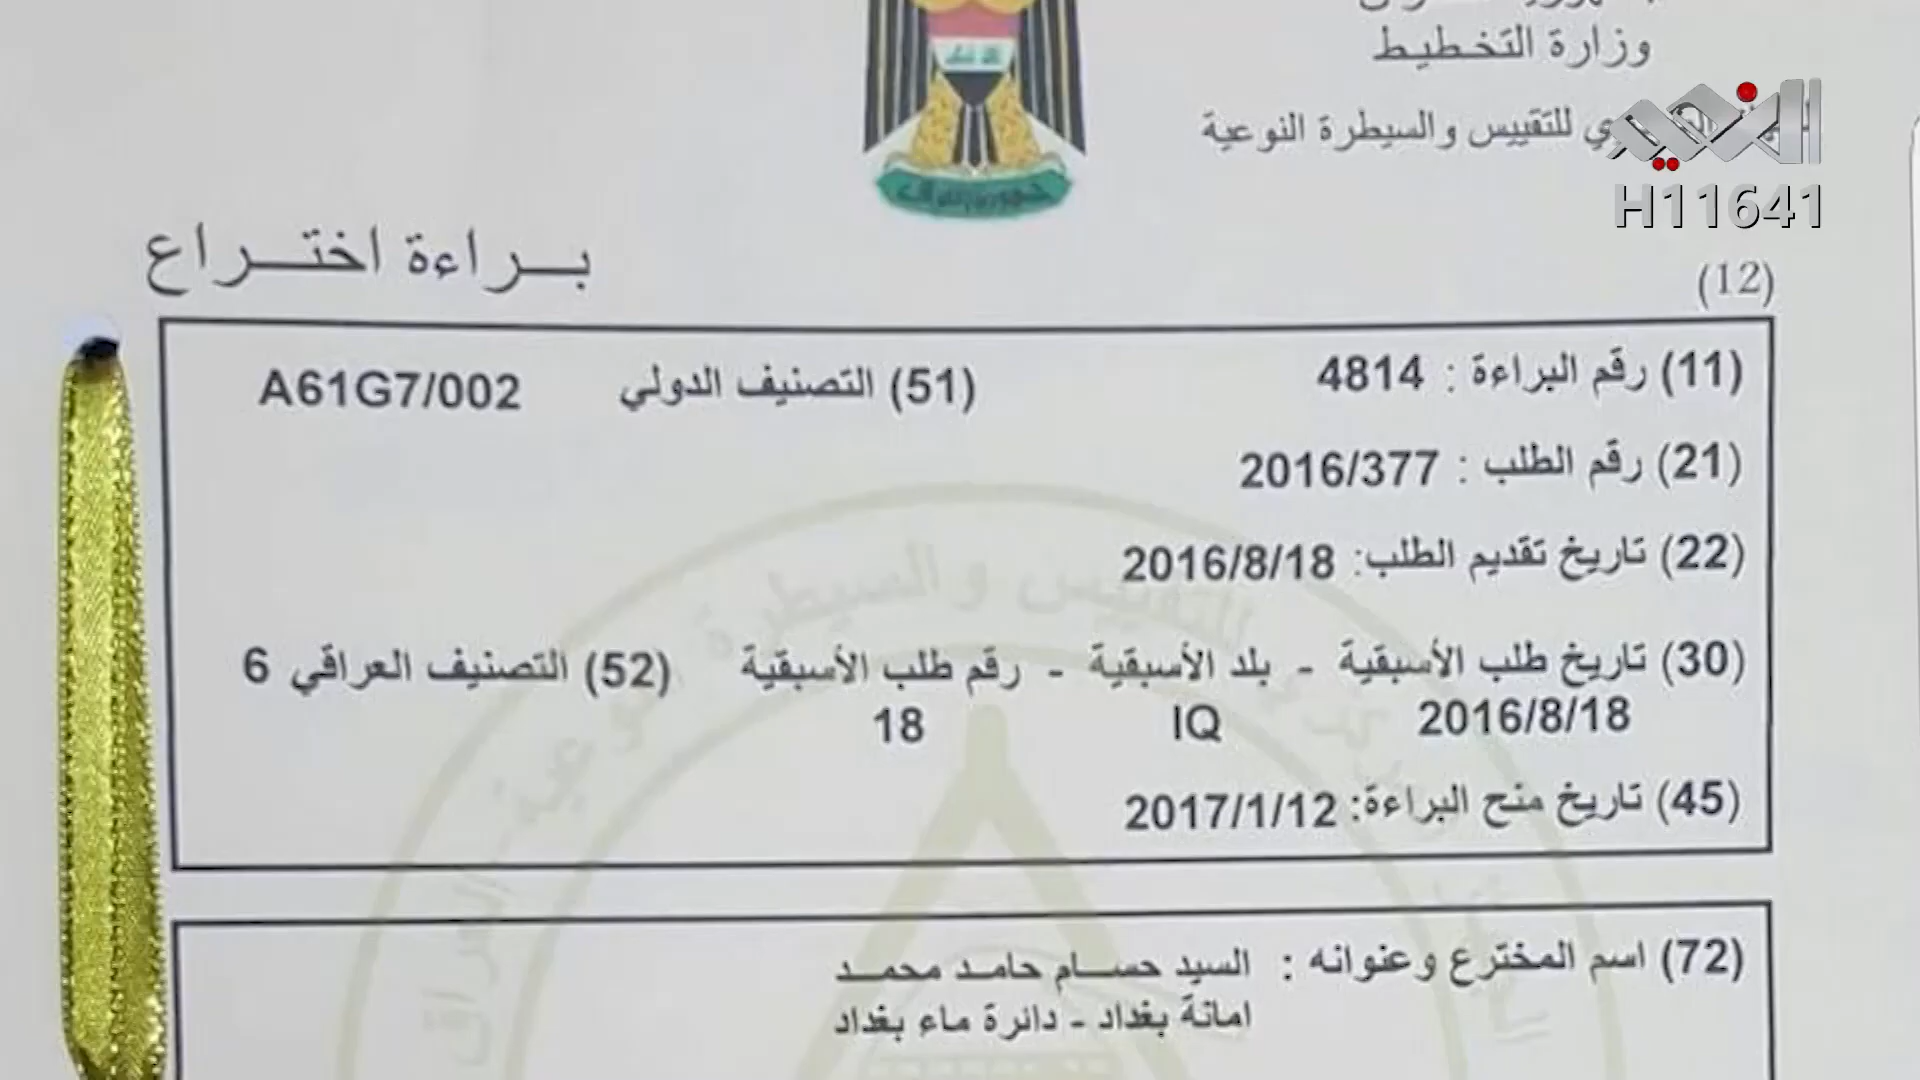 وزارة التخطيط
للتقييس والسيطرة النوعية
H11641
براءة اختراع
(12)
(11) رقم البراءة : 4814 (51) التصنيف الدولي A61G7/002
(21) رقم الطلب : 2016/377
(22) تاريخ تقديم الطلب: 2016/8/18
(30) تاريخ طلب الأسبقية - بلد الأسبقية - رقم طلب الأسبقية (52) التصنيف العراقي 6
2016/8/18 IQ 18
(45) تاريخ منح البراءة: 2017/1/12
(72) اسم المخترع وعنوانه : السيد حسام حامد محمد
امانة بغداد - دائرة ماء بغداد